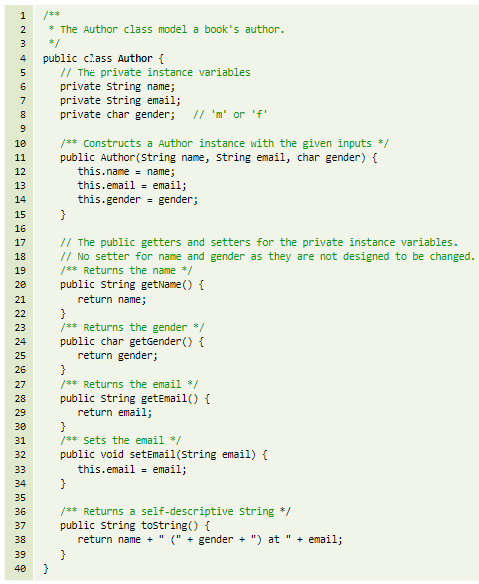 1 /**
2  * The Author class model a book's author.
3  */
4 public class Author {
5    // The private instance variables
6    private String name;
7    private String email;
8    private char gender;   // 'm' or 'f'
9
10    /** Constructs a Author instance with the given inputs */
11    public Author(String name, String email, char gender) {
12       this.name = name;
13       this.email = email;
14       this.gender = gender;
15    }
16
17    // The public getters and setters for the private instance variables.
18    // No setter for name and gender as they are not designed to be changed.
19    /** Returns the name */
20    public String getName() {
21       return name;
22    }
23    /** Returns the gender */
24    public char getGender() {
25       return gender;
26    }
27    /** Returns the email */
28    public String getEmail() {
29       return email;
30    }
31    /** Sets the email */
32    public void setEmail(String email) {
33       this.email = email;
34    }
35
36    /** Returns a self-descriptive String */
37    public String toString() {
38       return name + " (" + gender + ") at " + email;
39    }
40 }